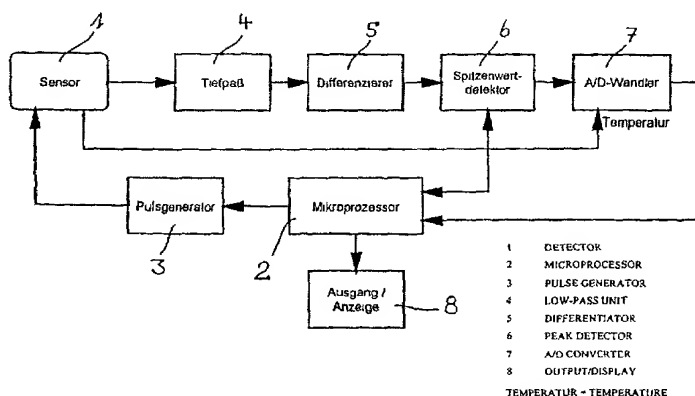 1
4
5
6
7
Sensor
Tiefpaß
Differenzierer
Spitzenwert-
detektor
A/D-Wandler
Temperatur
Pulsgenerator
Mikroprozessor
3
2
Ausgang /
Anzeige
8
1 DETECTOR
2 MICROPROCESSOR
3 PULSE GENERATOR
4 LOW-PASS UNIT
5 DIFFERENTIATOR
6 PEAK DETECTOR
7 A/D CONVERTER
8 OUTPUT/DISPLAY
TEMPERATUR = TEMPERATURE